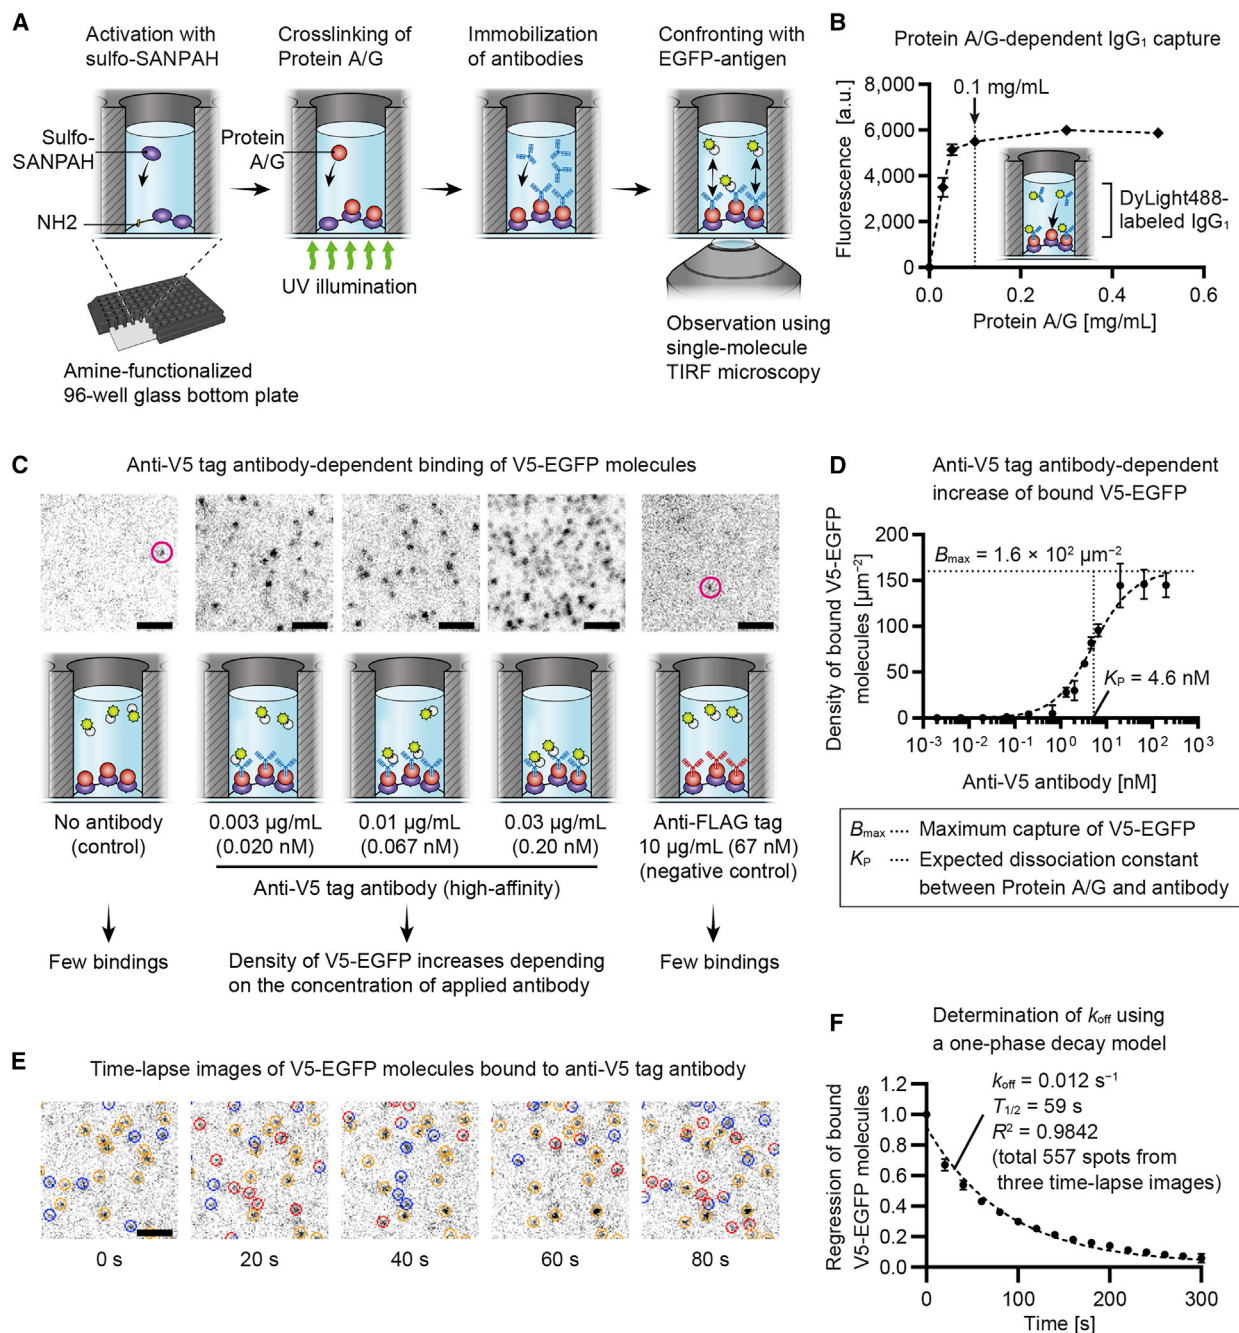 A
Activation with
sulfo-SANPAH
Crosslinking of
Protein A/G
Immobilization
of antibodies
Confronting with
EGFP-antigen
Sulfo-
SANPAH
NH2
Protein
A/G
UV illumination
Amine-functionalized
96-well glass bottom plate
Observation using
single-molecule
TIRF microscopy
B
Protein A/G-dependent IgG₁ capture
Fluorescence [a.u.]
8,000
6,000
4,000
2,000
0
0.1 mg/mL
DyLight488-
labeled IgG₁
0.0
0.2
0.4
0.6
Protein A/G [mg/mL]
C
Anti-V5 tag antibody-dependent binding of V5-EGFP molecules
No antibody
(control)
0.003 µg/mL
(0.020 nM)
0.01 µg/mL
(0.067 nM)
0.03 µg/mL
(0.20 nM)
Anti-FLAG tag
10 µg/mL (67 nM)
(negative control)
Anti-V5 tag antibody (high-affinity)
Few bindings
Density of V5-EGFP increases depending
on the concentration of applied antibody
Few bindings
D
Anti-V5 tag antibody-dependent
increase of bound V5-EGFP
Density of bound V5-EGFP
molecules [µm⁻²]
200
150
100
50
0
Bmax = 1.6 × 10² µm⁻²
KP = 4.6 nM
10⁻³
10⁻²
10⁻¹
10⁰
10¹
10²
10³
Anti-V5 antibody [nM]
Bmax ···· Maximum capture of V5-EGFP
KP ···· Expected dissociation constant
between Protein A/G and antibody
E
Time-lapse images of V5-EGFP molecules bound to anti-V5 tag antibody
0 s
20 s
40 s
60 s
80 s
F
Determination of koff using
a one-phase decay model
Regression of bound
V5-EGFP molecules
1.2
1.0
0.8
0.6
0.4
0.2
0.0
koff = 0.012 s⁻¹
T1/2 = 59 s
R² = 0.9842
(total 557 spots from
three time-lapse images)
0
100
200
300
Time [s]